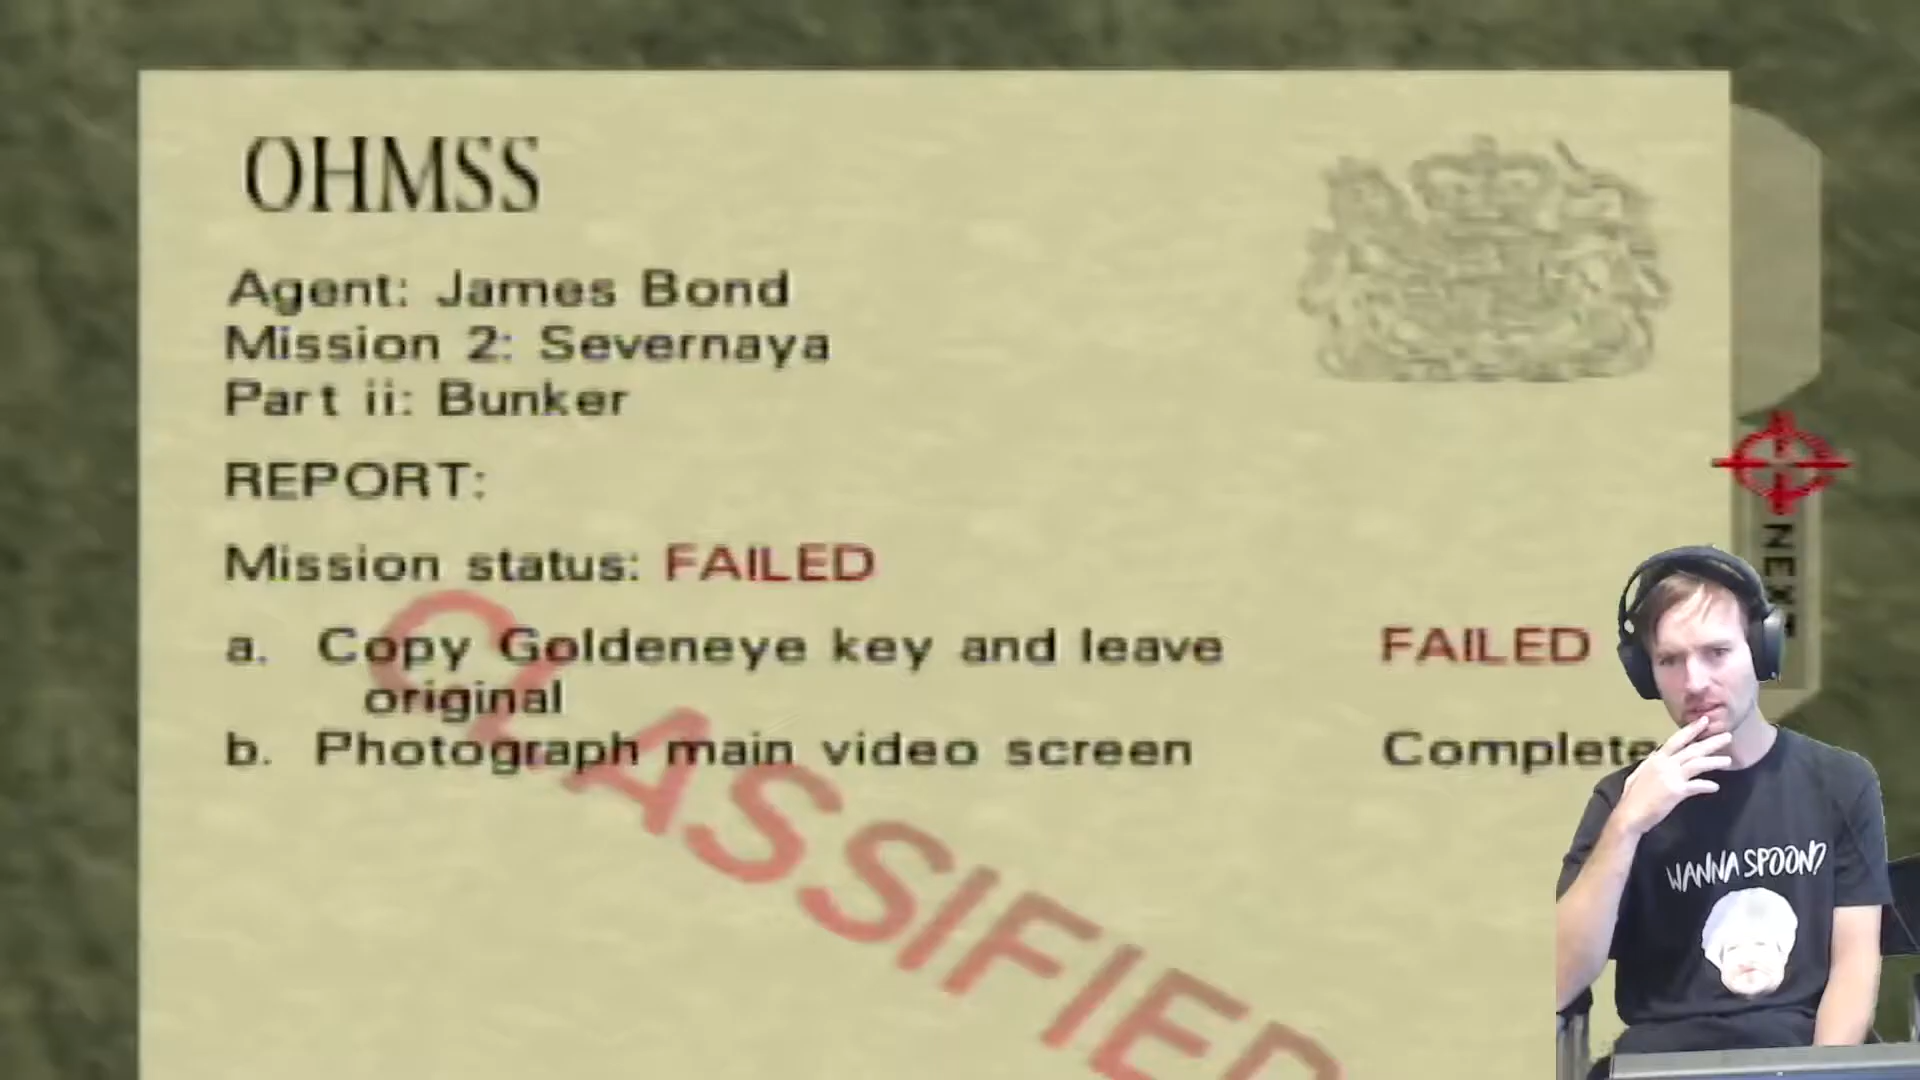 OHMSS
Agent: James Bond
Mission 2: Severnaya
Part ii: Bunker
REPORT:
Mission status: FAILED
a. Copy Goldeneye key and leave FAILED
original
b. Photograph main video screen Complete
CLASSIFIED
NEXT
WANNA SPOON?